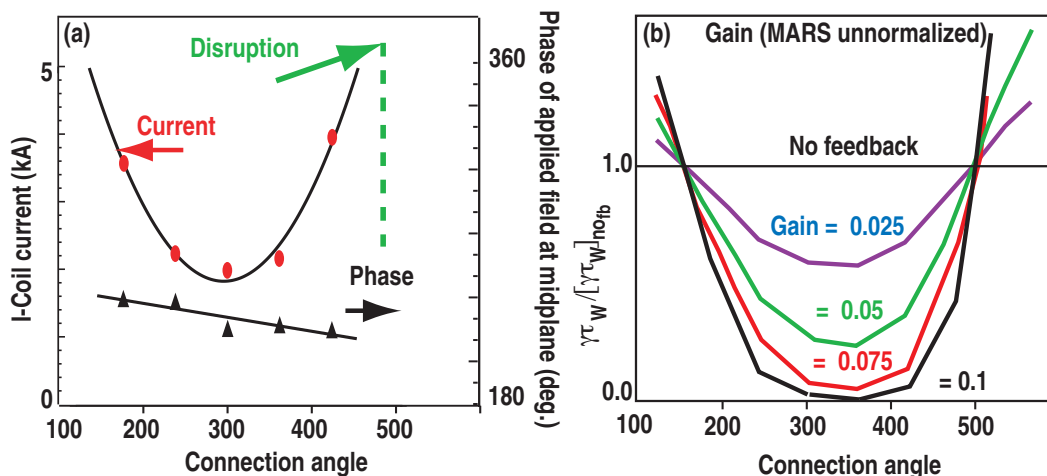 (a)
Disruption
Current
Phase
5
0
I-Coil current (kA)
360
180
Phase of applied field at midplane (deg.)
100 200 300 400 500
Connection angle
(b)
Gain (MARS unnormalized)
No feedback
Gain = 0.025
= 0.05
= 0.075
= 0.1
1.0
0.0
γτW/[γτW]nofb
100 200 300 400 500
Connection angle